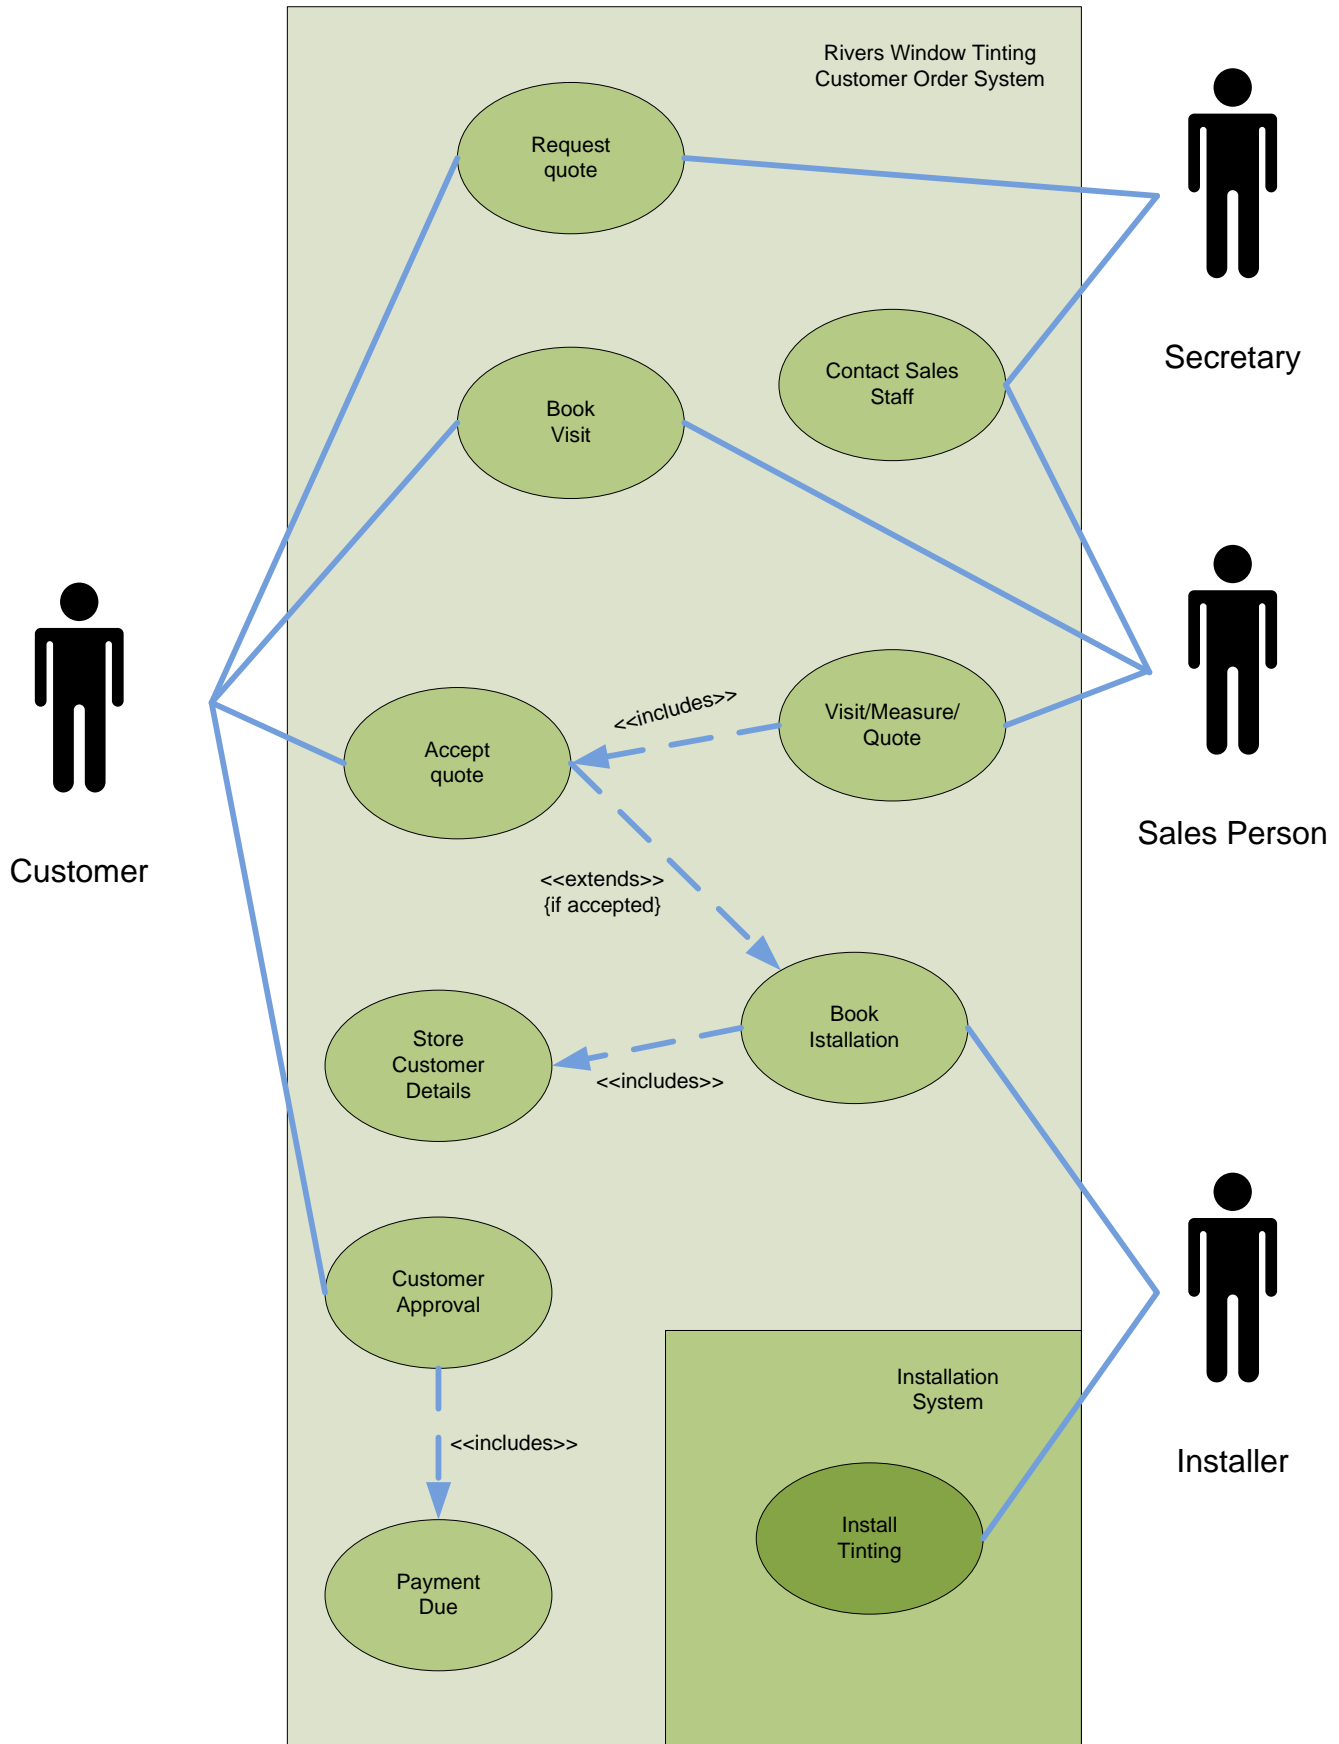 Rivers Window Tinting
Customer Order System
Request
quote
Secretary
Contact Sales
Staff
Book
Visit
<<includes>>
Visit/Measure/
Quote
Accept
quote
Sales Person
Customer
<<extends>>
{if accepted}
Book
Istallation
Store
Customer
Details
<<includes>>
Customer
Approval
Installation
System
<<includes>>
Installer
Install
Tinting
Payment
Due